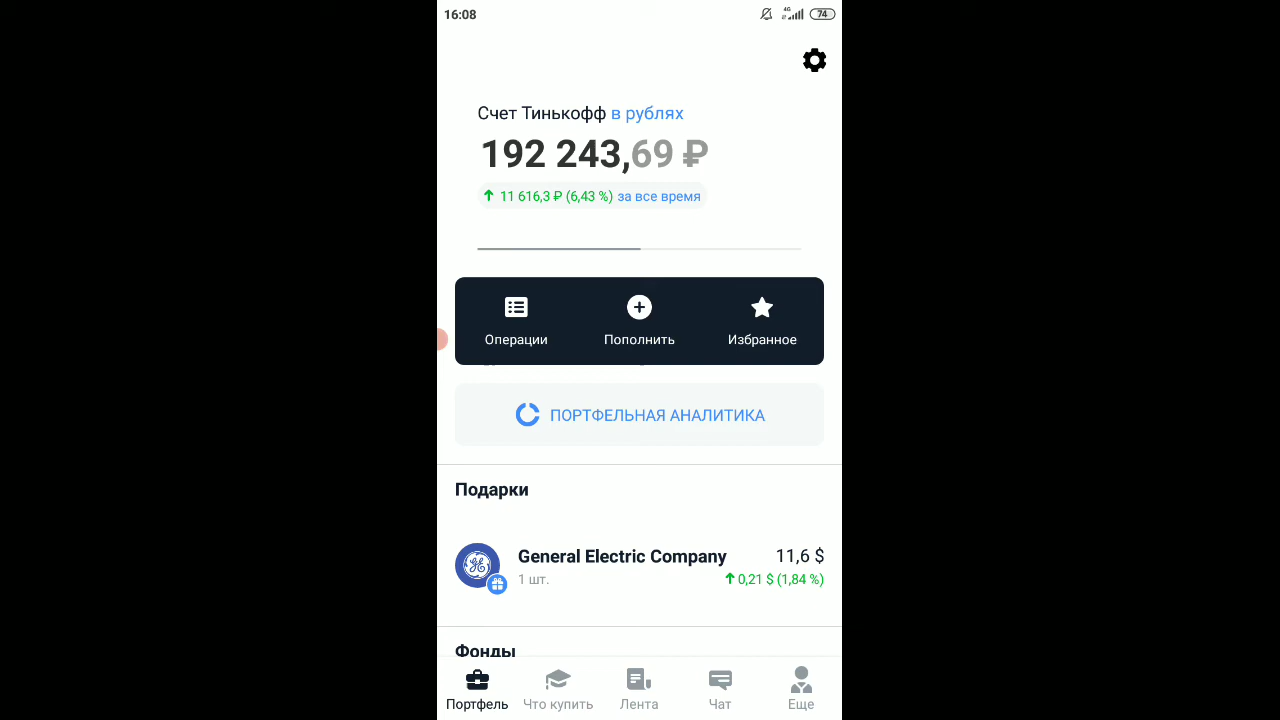 16:08
4G
74
Счет Тинькофф в рублях
192 243,69 ₽
11 616,3 ₽ (6,43 %) за все время
Операции
Пополнить
Избранное
ПОРТФЕЛЬНАЯ АНАЛИТИКА
Подарки
General Electric Company
11,6 $
1 шт.
0,21 $ (1,84 %)
Фонды
Портфель
Что купить
Лента
Чат
Еще